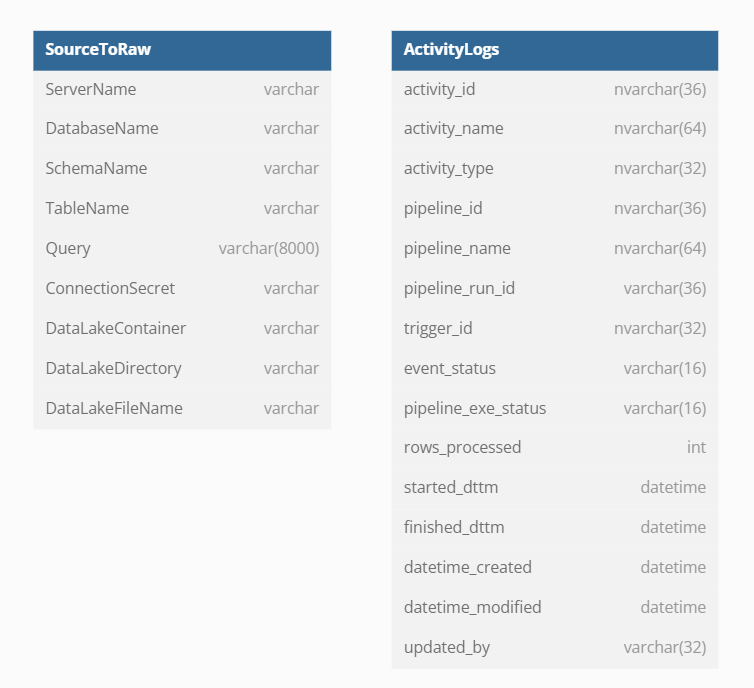 SourceToRaw
ServerName varchar
DatabaseName varchar
SchemaName varchar
TableName varchar
Query varchar(8000)
ConnectionSecret varchar
DataLakeContainer varchar
DataLakeDirectory varchar
DataLakeFileName varchar
ActivityLogs
activity_id nvarchar(36)
activity_name nvarchar(64)
activity_type nvarchar(32)
pipeline_id nvarchar(36)
pipeline_name nvarchar(64)
pipeline_run_id varchar(36)
trigger_id nvarchar(32)
event_status varchar(16)
pipeline_exe_status varchar(16)
rows_processed int
started_dttm datetime
finished_dttm datetime
datetime_created datetime
datetime_modified datetime
updated_by varchar(32)